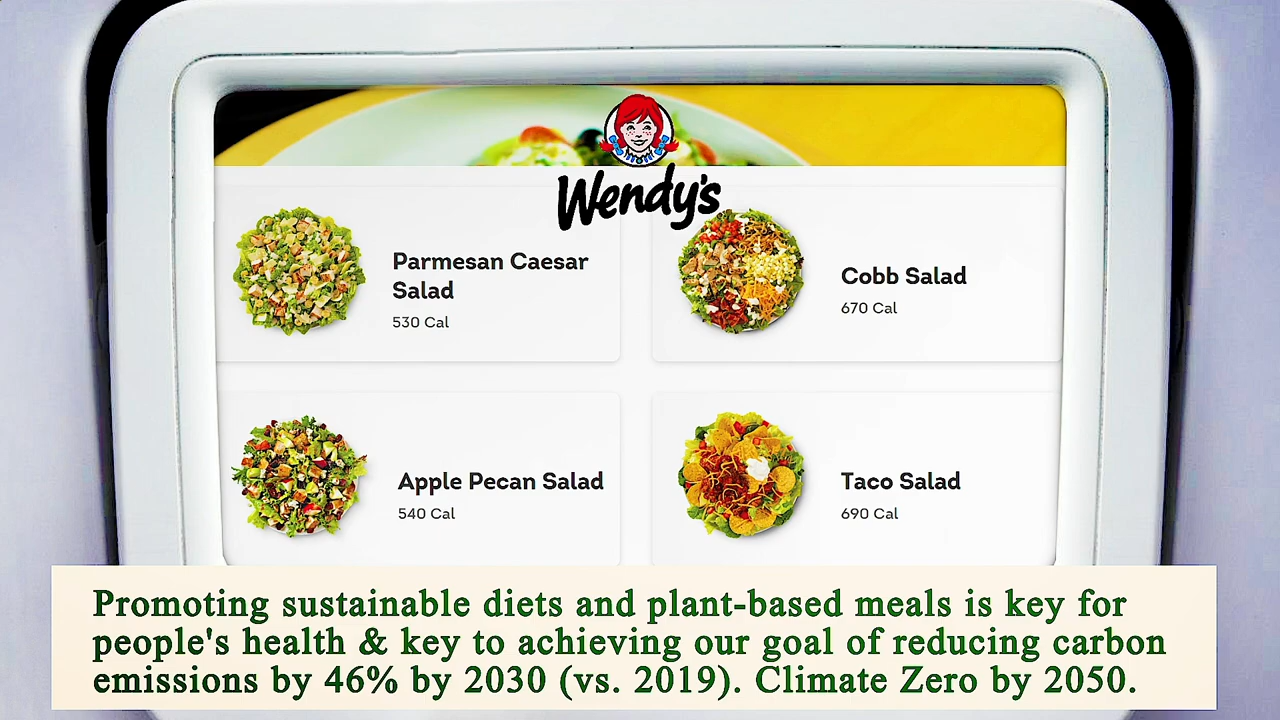 Wendy's
Parmesan Caesar
Salad
530 Cal
Cobb Salad
670 Cal
Apple Pecan Salad
540 Cal
Taco Salad
690 Cal
Promoting sustainable diets and plant-based meals is key for
people's health & key to achieving our goal of reducing carbon
emissions by 46% by 2030 (vs. 2019). Climate Zero by 2050.